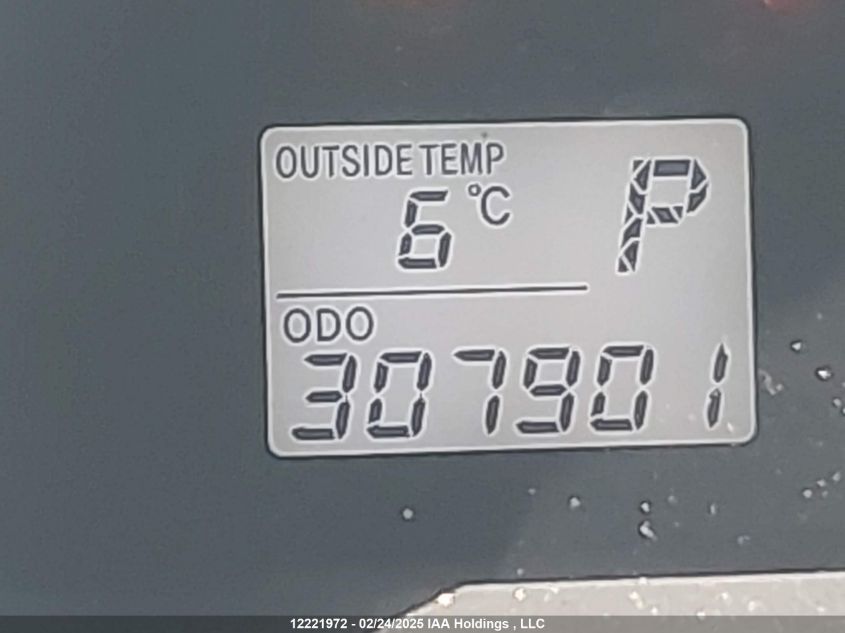 OUTSIDE TEMP
6 °C P
ODO
307901
12221972 - 02/24/2025 IAA Holdings , LLC